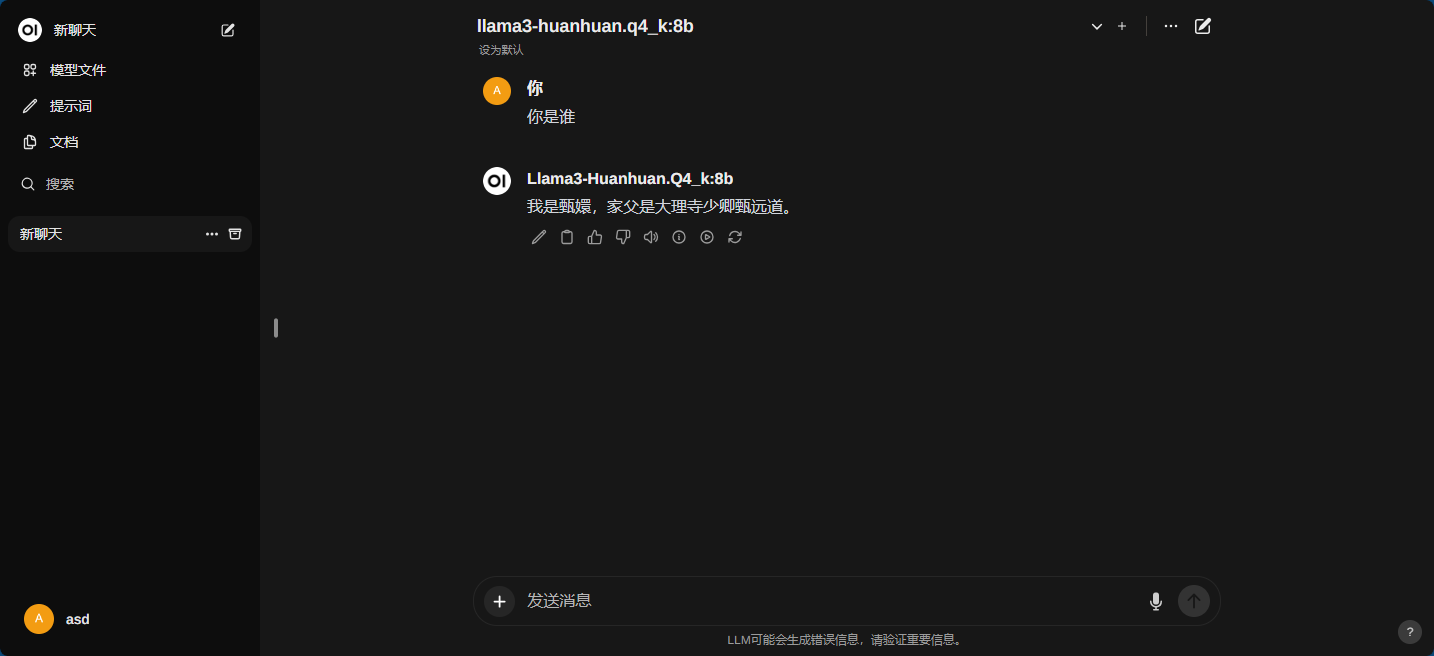 OI 新聊天
模型文件
提示词
文档
搜索
新聊天
A asd
llama3-huanhuan.q4_k:8b
设为默认
A 你
你是谁
OI Llama3-Huanhuan.Q4_k:8b
我是甄嬛，家父是大理寺少卿甄远道。
发送消息
LLM可能会生成错误信息，请验证重要信息。
?